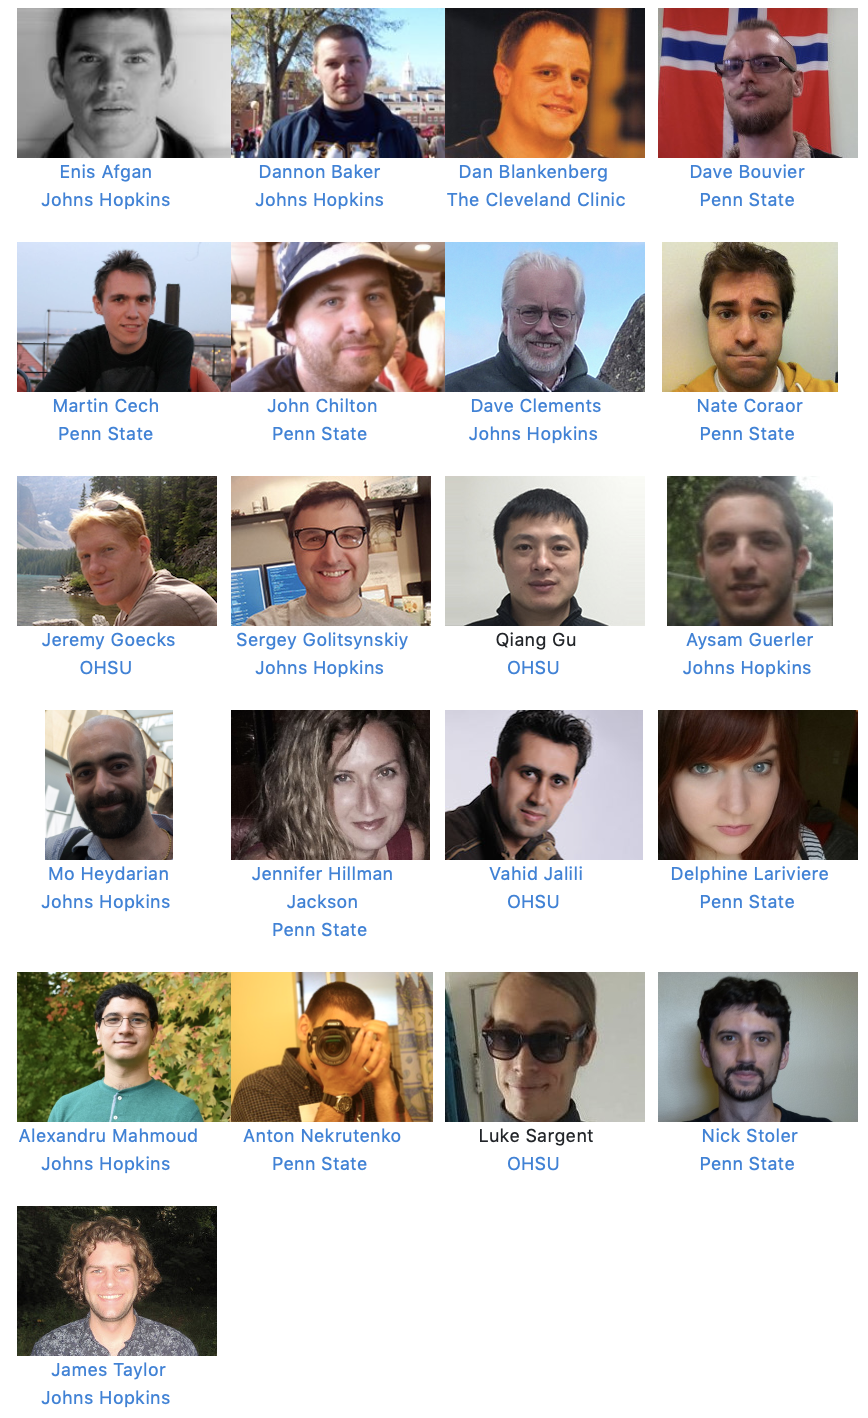 Enis Afgan
Johns Hopkins
Dannon Baker
Johns Hopkins
Dan Blankenberg
The Cleveland Clinic
Dave Bouvier
Penn State
Martin Cech
Penn State
John Chilton
Penn State
Dave Clements
Johns Hopkins
Nate Coraor
Penn State
Jeremy Goecks
OHSU
Sergey Golitsynskiy
Johns Hopkins
Qiang Gu
OHSU
Aysam Guerler
Johns Hopkins
Mo Heydarian
Johns Hopkins
Jennifer Hillman
Jackson
Penn State
Vahid Jalili
OHSU
Delphine Lariviere
Penn State
Alexandru Mahmoud
Johns Hopkins
Anton Nekrutenko
Penn State
Luke Sargent
OHSU
Nick Stoler
Penn State
James Taylor
Johns Hopkins